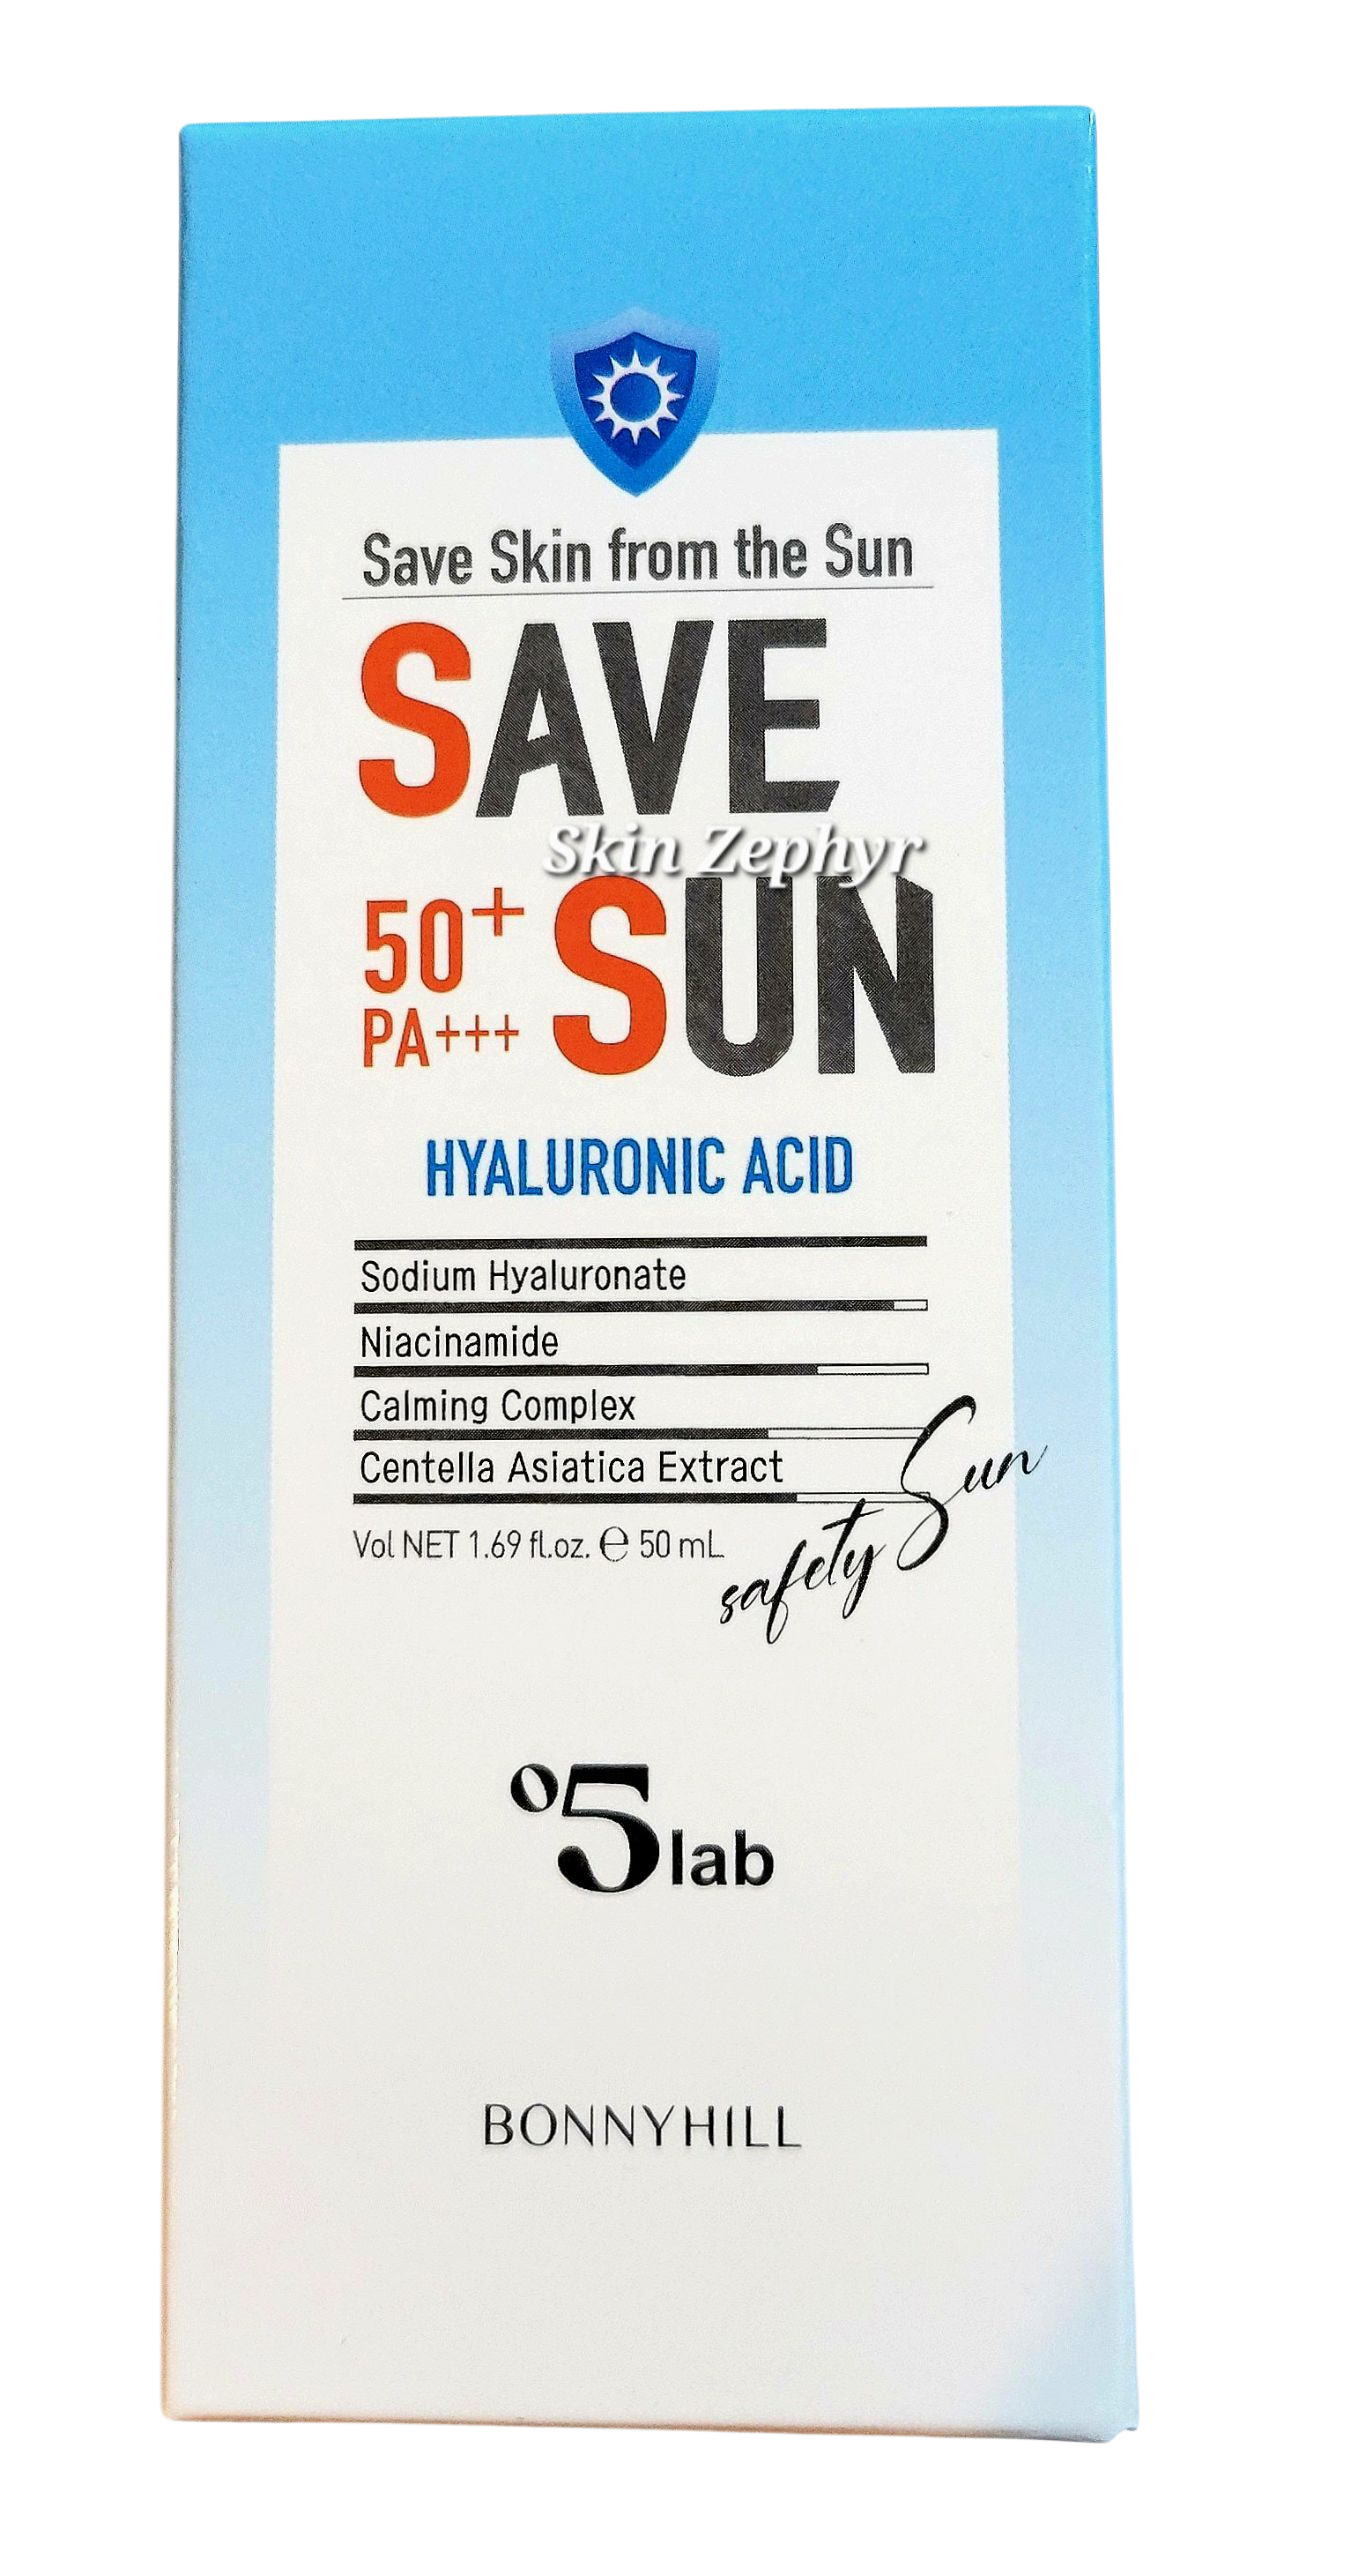 Save Skin from the Sun
SAVE
Skin Zephyr
50+ SUN
PA+++
HYALURONIC ACID
Sodium Hyaluronate
Niacinamide
Calming Complex
Centella Asiatica Extract
Vol NET 1.69 fl.oz. ℮ 50 mL
safety Sun
05lab
BONNYHILL